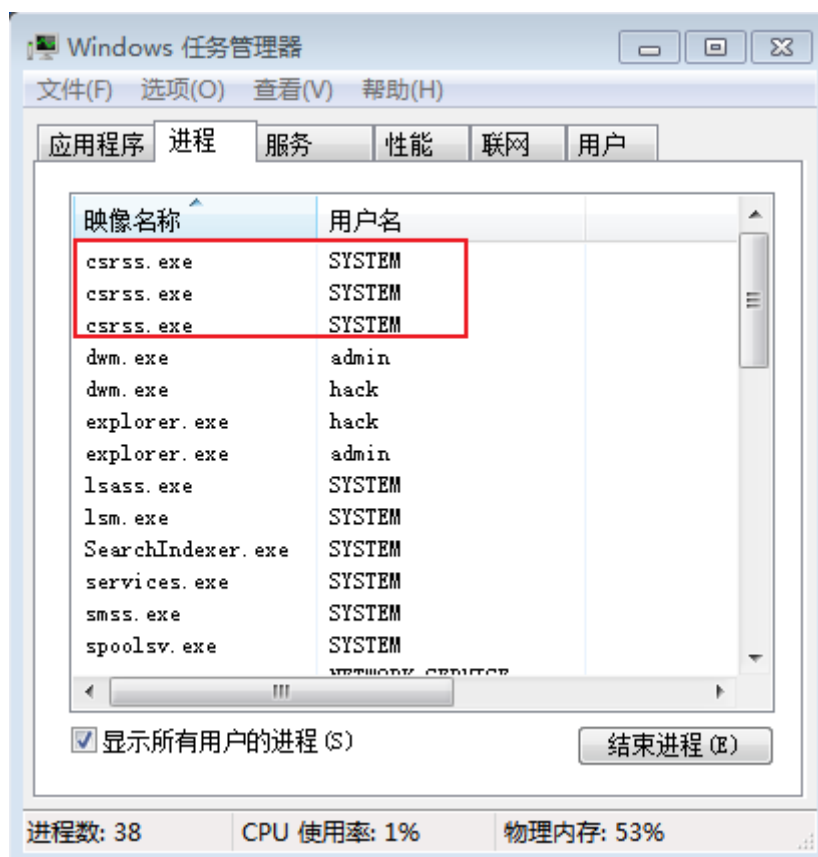 Windows 任务管理器
文件(F) 选项(O) 查看(V) 帮助(H)
应用程序 进程 服务 性能 联网 用户
映像名称 用户名
csrss.exe SYSTEM
csrss.exe SYSTEM
csrss.exe SYSTEM
dwm.exe admin
dwm.exe hack
explorer.exe hack
explorer.exe admin
lsass.exe SYSTEM
lsm.exe SYSTEM
SearchIndexer.exe SYSTEM
services.exe SYSTEM
smss.exe SYSTEM
spoolsv.exe SYSTEM
NETWORK SERVICE
显示所有用户的进程(S) 结束进程(E)
进程数: 38 CPU 使用率: 1% 物理内存: 53%